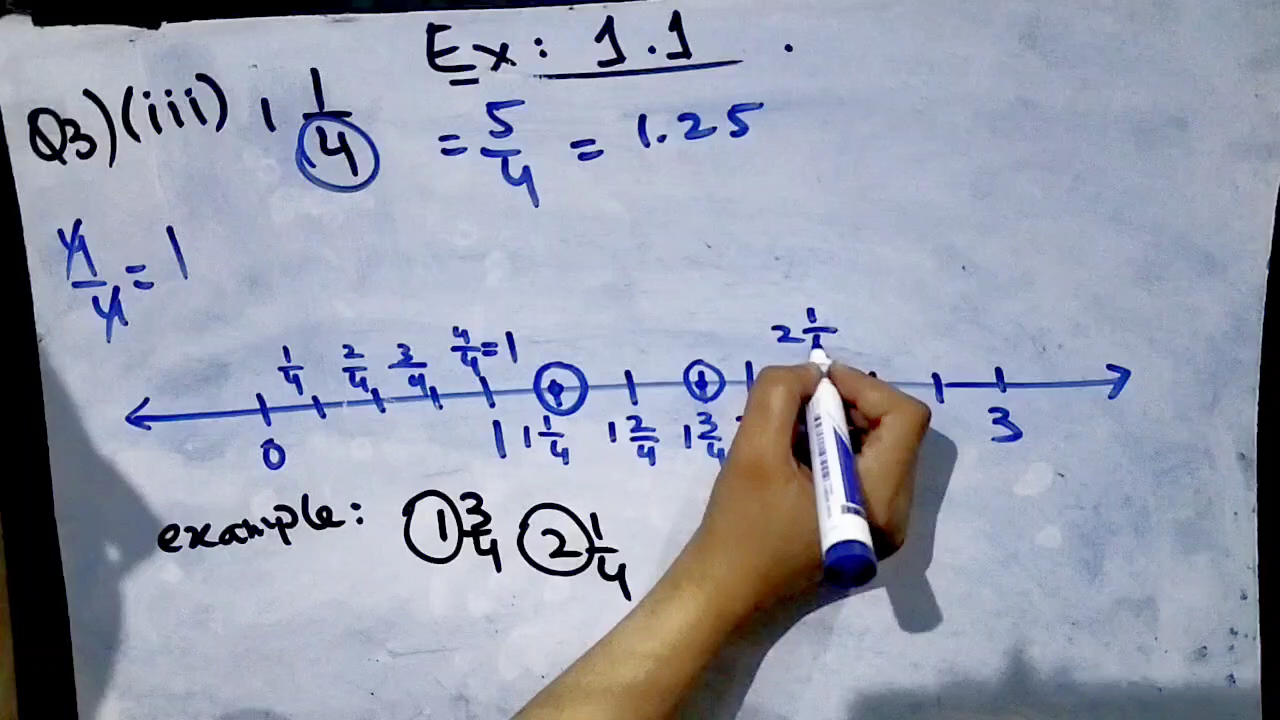 Ex: 1.1
Q3)(iii) 1 1/4 = 5/4 = 1.25
4/4 = 1
1/4 2/4 3/4 4/4=1 2 1/
0 1 1 1/4 1 2/4 1 3/4 3
example: 1 3/4 2 1/4